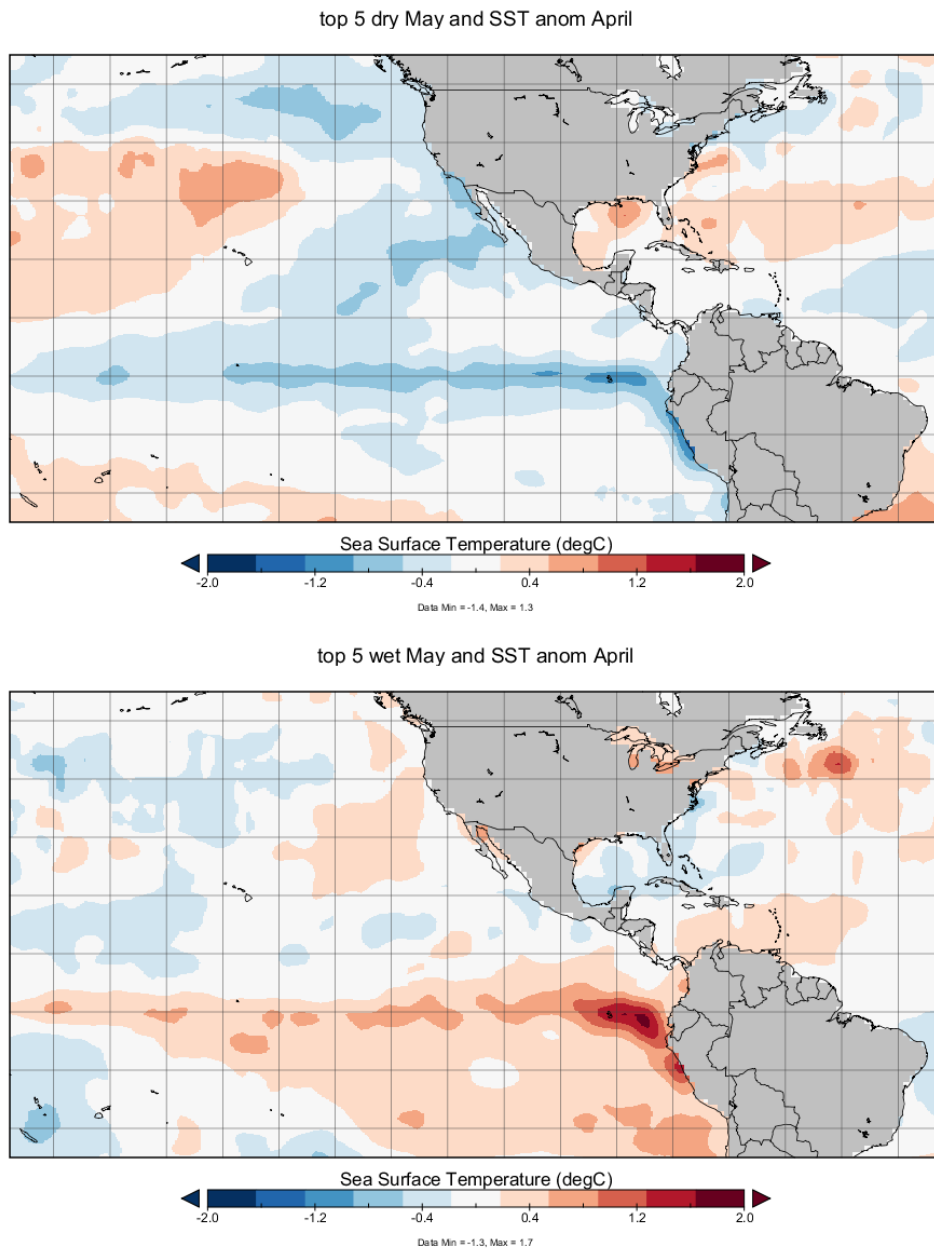 top 5 dry May and SST anom April
Sea Surface Temperature (degC)
-2.0 -1.2 -0.4 0.4 1.2 2.0
Data Min = -1.4, Max = 1.3
top 5 wet May and SST anom April
Sea Surface Temperature (degC)
-2.0 -1.2 -0.4 0.4 1.2 2.0
Data Min = -1.3, Max = 1.7